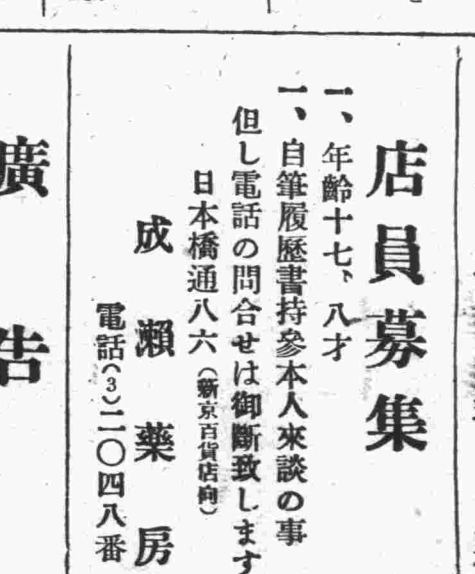 店員募集
一、年齡十七、八才
一、自筆履歷書持參本人來談の事
但し電話の問合せは御斷致します
日本橋通八六（新京百貨店向）
成瀨藥房
電話(3)二〇四八番
廣告